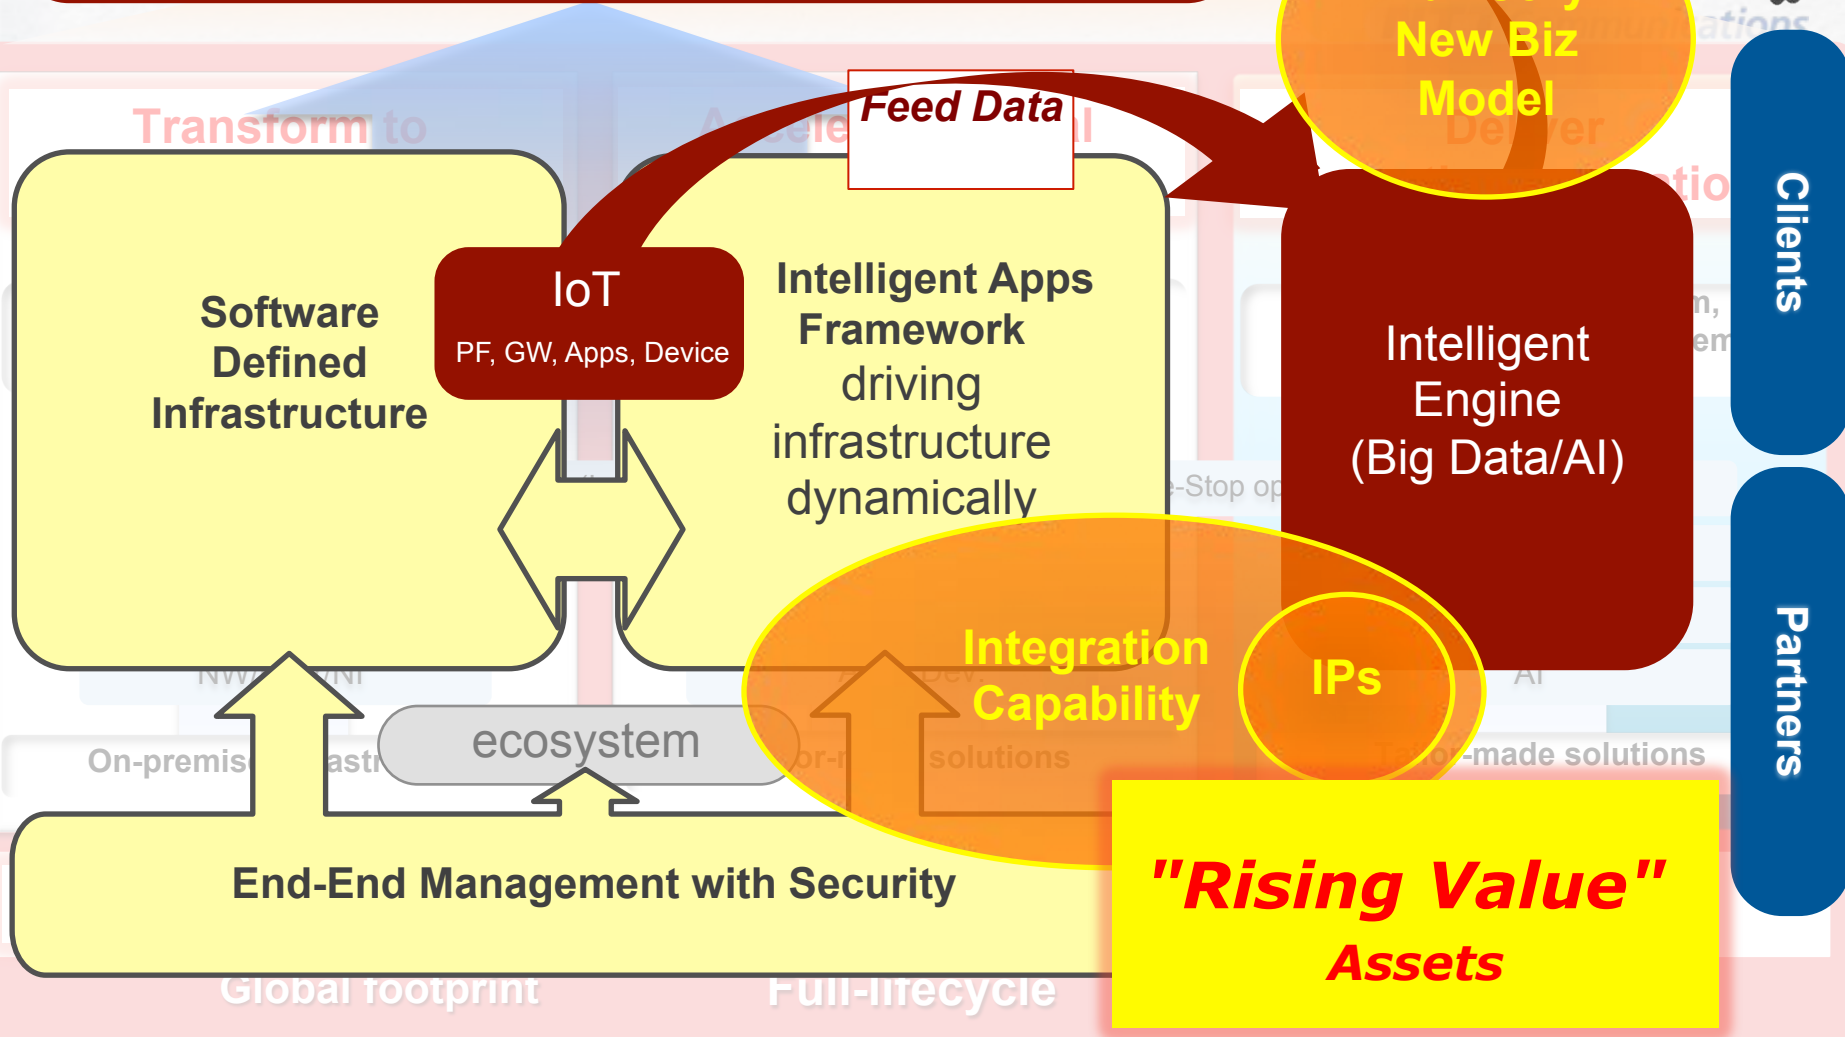 New Biz
Model
Feed Data
Transform to
Deliver
Clients
Software
Defined
Infrastructure
IoT
PF, GW, Apps, Device
Intelligent Apps
Framework
driving
infrastructure
dynamically
Intelligent
Engine
(Big Data/AI)
Integration
Capability
IPs
AI
Partners
ecosystem
solutions
solutions
End-End Management with Security
"Rising Value"
Assets
Global footprint
Full-lifecycle